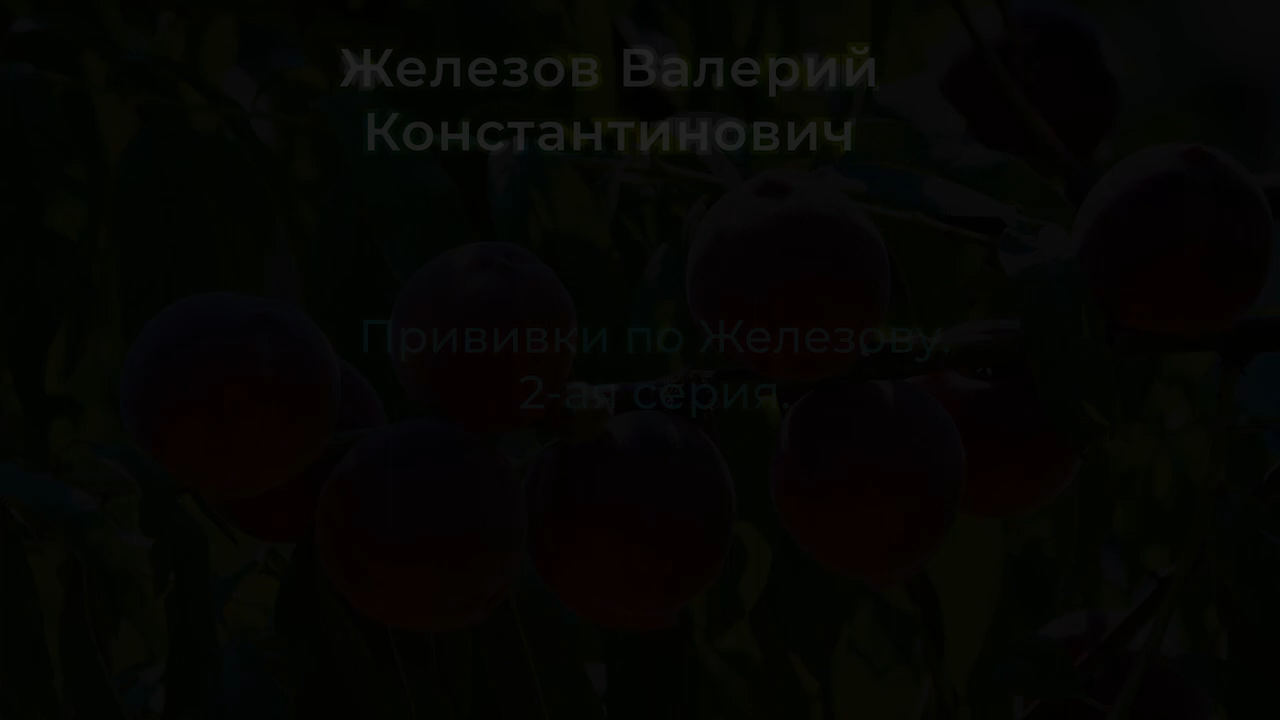 Железов Валерий
Константинович
Прививки по Железову.
2-ая серия.